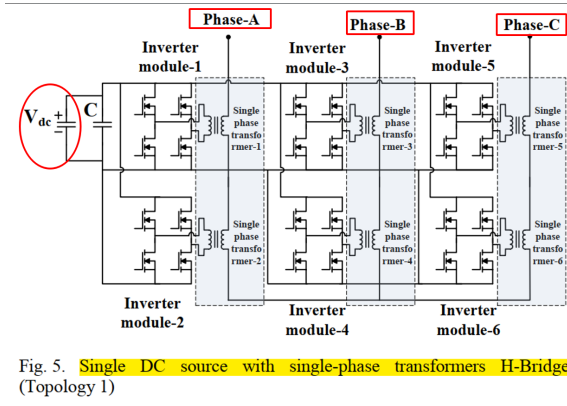 Phase-A
Phase-B
Phase-C
Inverter
module-1
Inverter
module-3
Inverter
module-5
Vdc
+
−
C
Single
phase
transfo
rmer-1
Single
phase
transfo
rmer-3
Single
phase
transfo
rmer-5
Single
phase
transfo
rmer-2
Single
phase
transfo
rmer-4
Single
phase
transfo
rmer-6
Inverter
module-2
Inverter
module-4
Inverter
module-6
Fig. 5. Single DC source with single-phase transformers H-Bridge
(Topology 1)